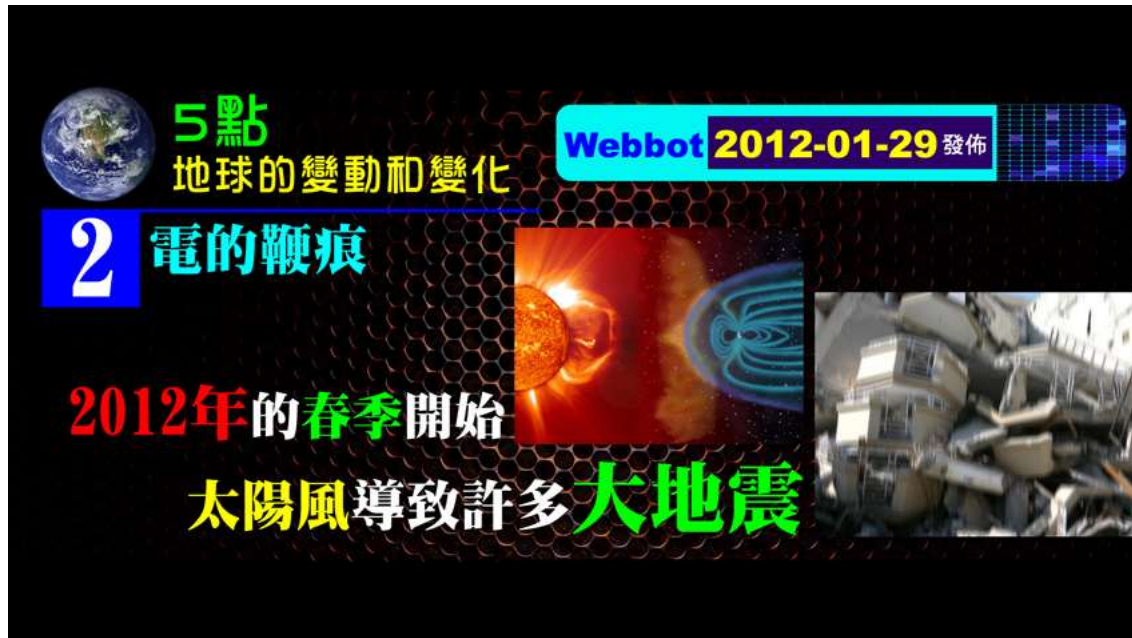 5點
地球的變動和變化
Webbot 2012-01-29 發佈
2 電的鞭痕
2012年的春季開始
太陽風導致許多大地震